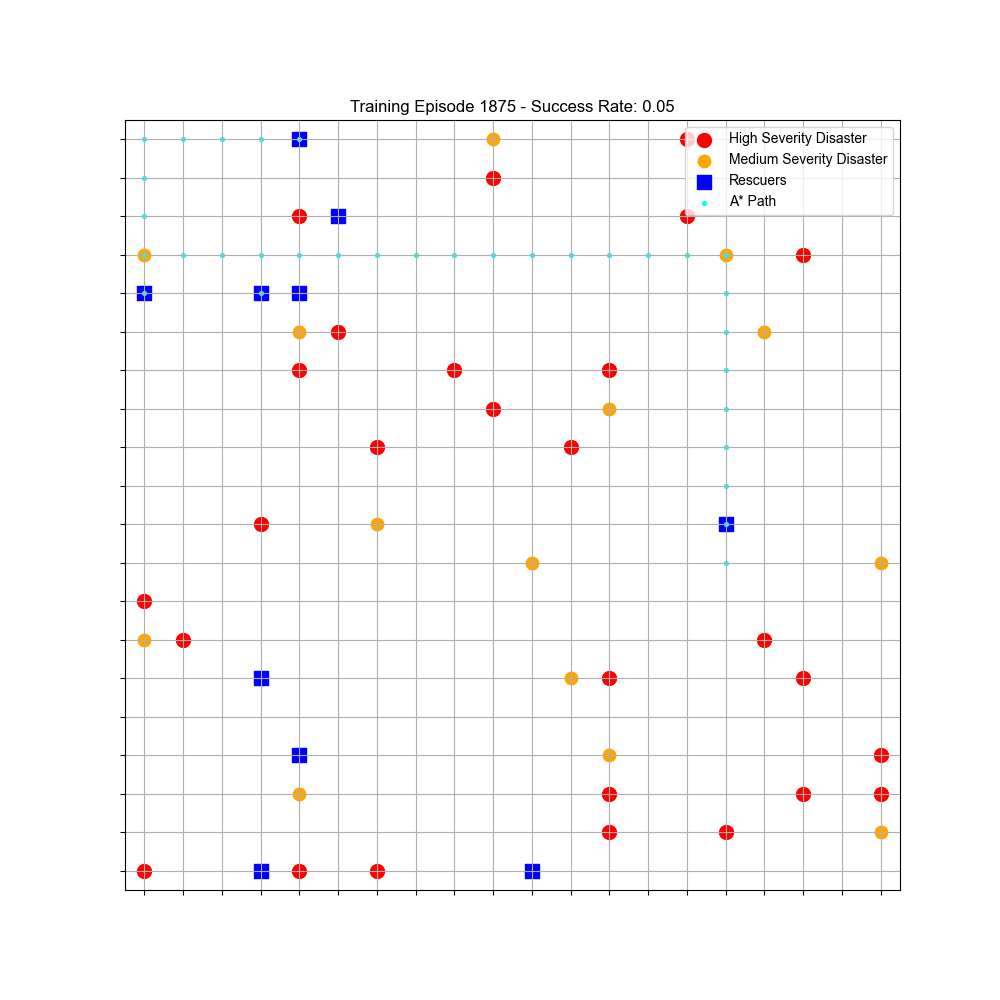 Training Episode 1875 - Success Rate: 0.05
High Severity Disaster
Medium Severity Disaster
Rescuers
A* Path